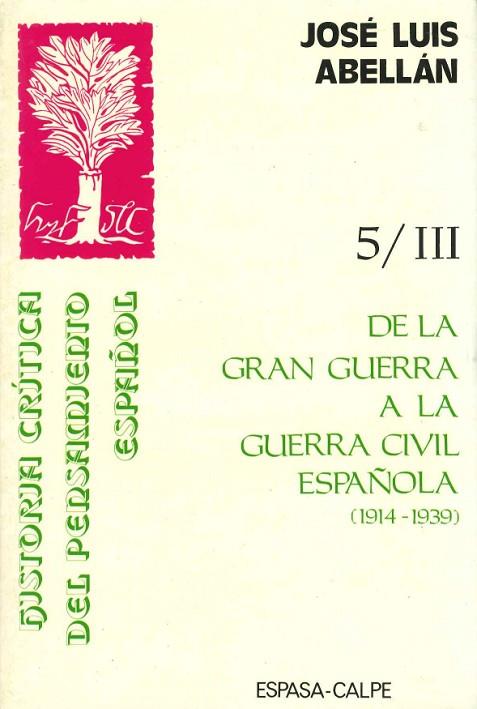 JOSÉ LUIS
ABELLÁN
5/III
DE LA
GRAN GUERRA
A LA
GUERRA CIVIL
ESPAÑOLA
(1914-1939)
HISTORIA CRÍTICA
DEL PENSAMIENTO
ESPAÑOL
ESPASA-CALPE